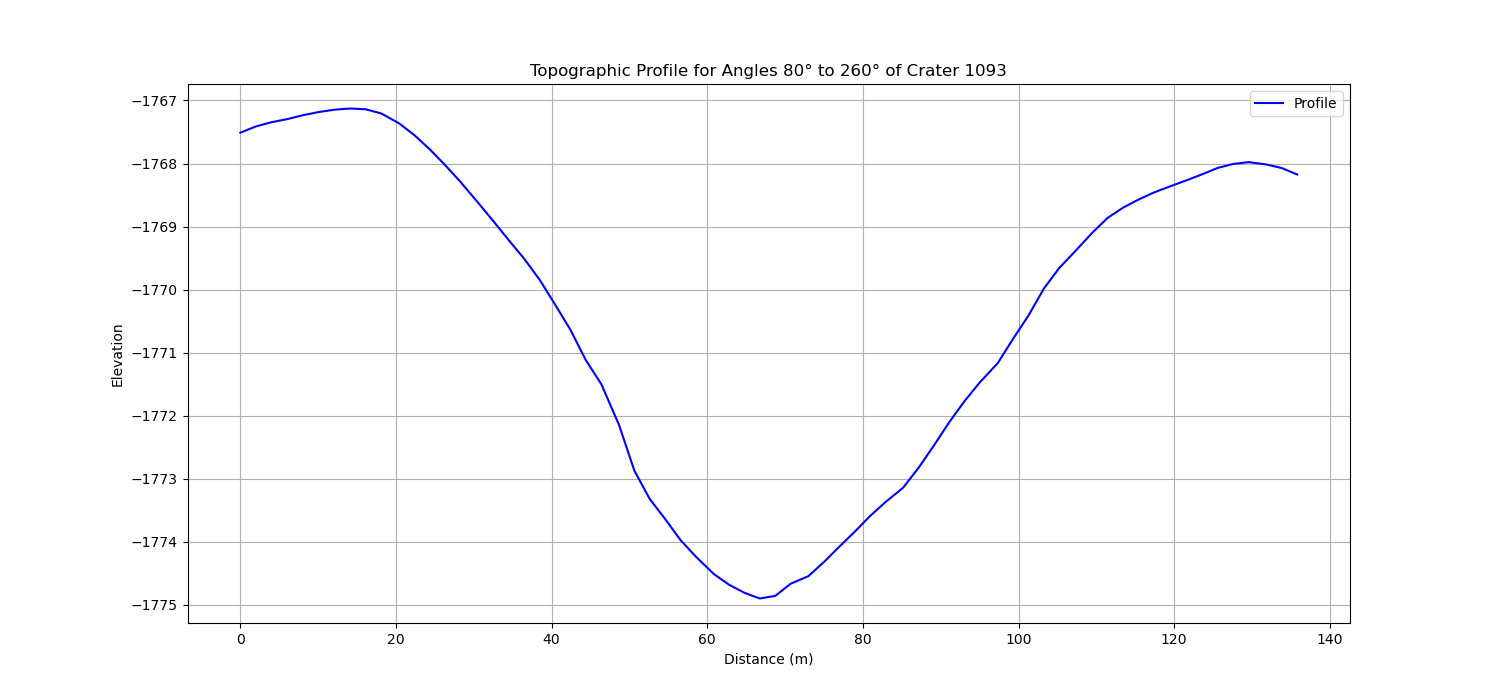 Topographic Profile for Angles 80° to 260° of Crater 1093
Profile
−1767
−1768
−1769
−1770
−1771
−1772
−1773
−1774
−1775
Elevation
0 20 40 60 80 100 120 140
Distance (m)